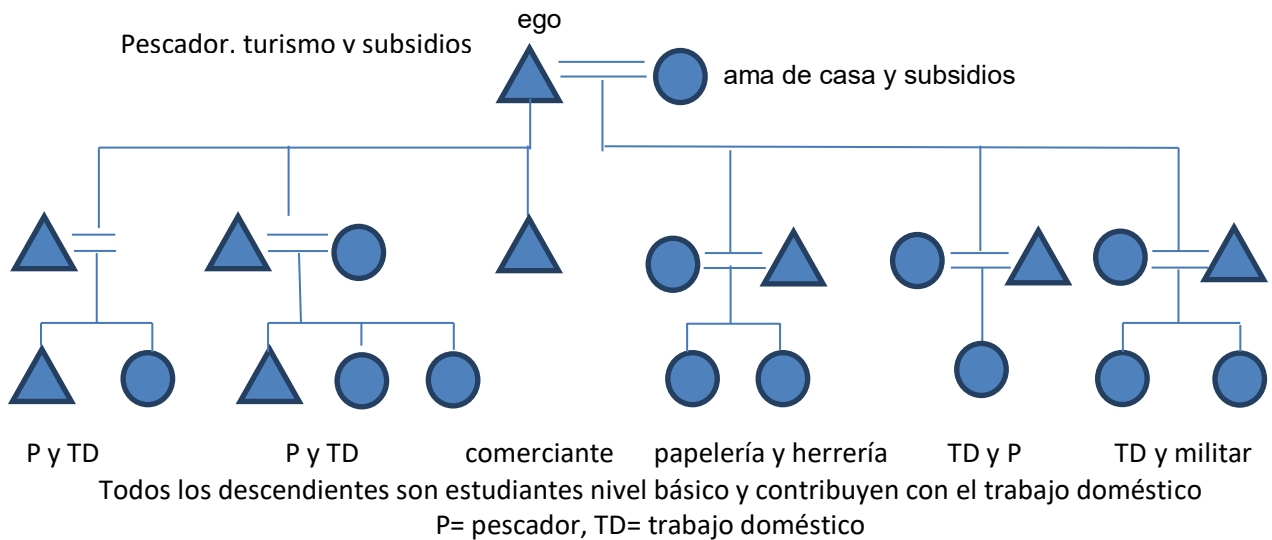 ego
Pescador, turismo y subsidios
ama de casa y subsidios
P y TD P y TD comerciante papelería y herrería TD y P TD y militar
Todos los descendientes son estudiantes nivel básico y contribuyen con el trabajo doméstico
P= pescador, TD= trabajo doméstico